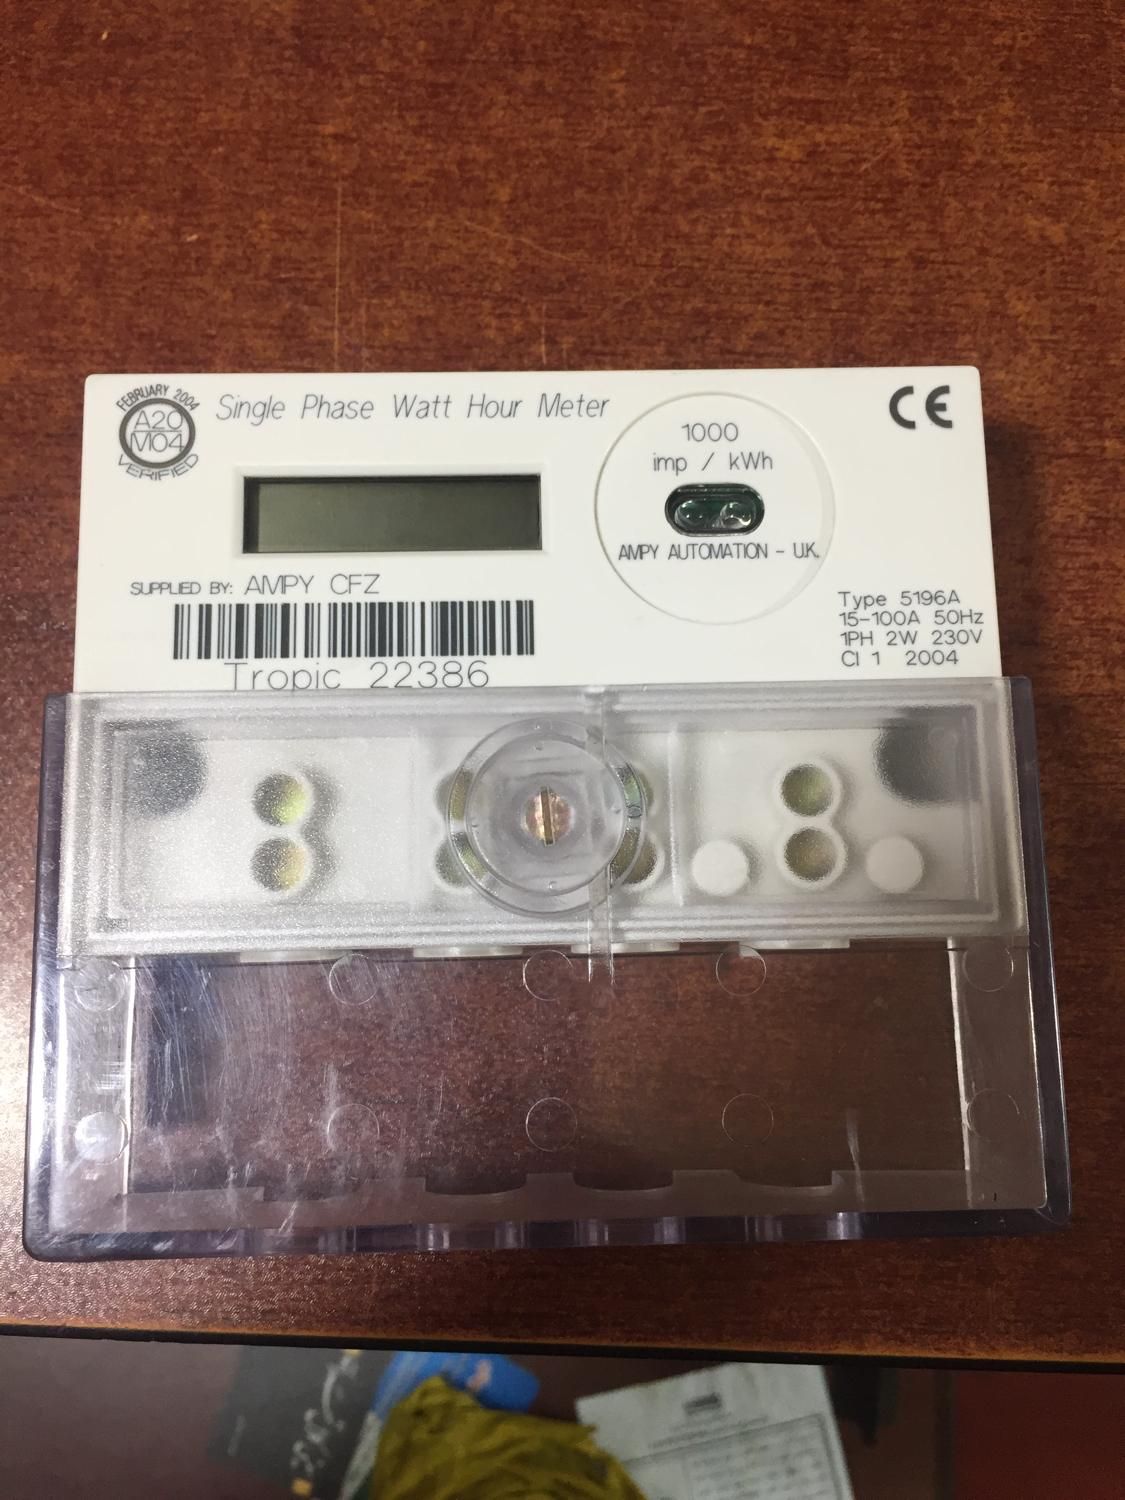 FEBRUARY 2004
A20
M04
VERIFIED
Single Phase Watt Hour Meter
CE
1000
imp / kWh
AMPY AUTOMATION - U.K.
SUPPLIED BY: AMPY CFZ
Tropic 22386
Type 5196A
15-100A 50Hz
1PH 2W 230V
Cl 1 2004